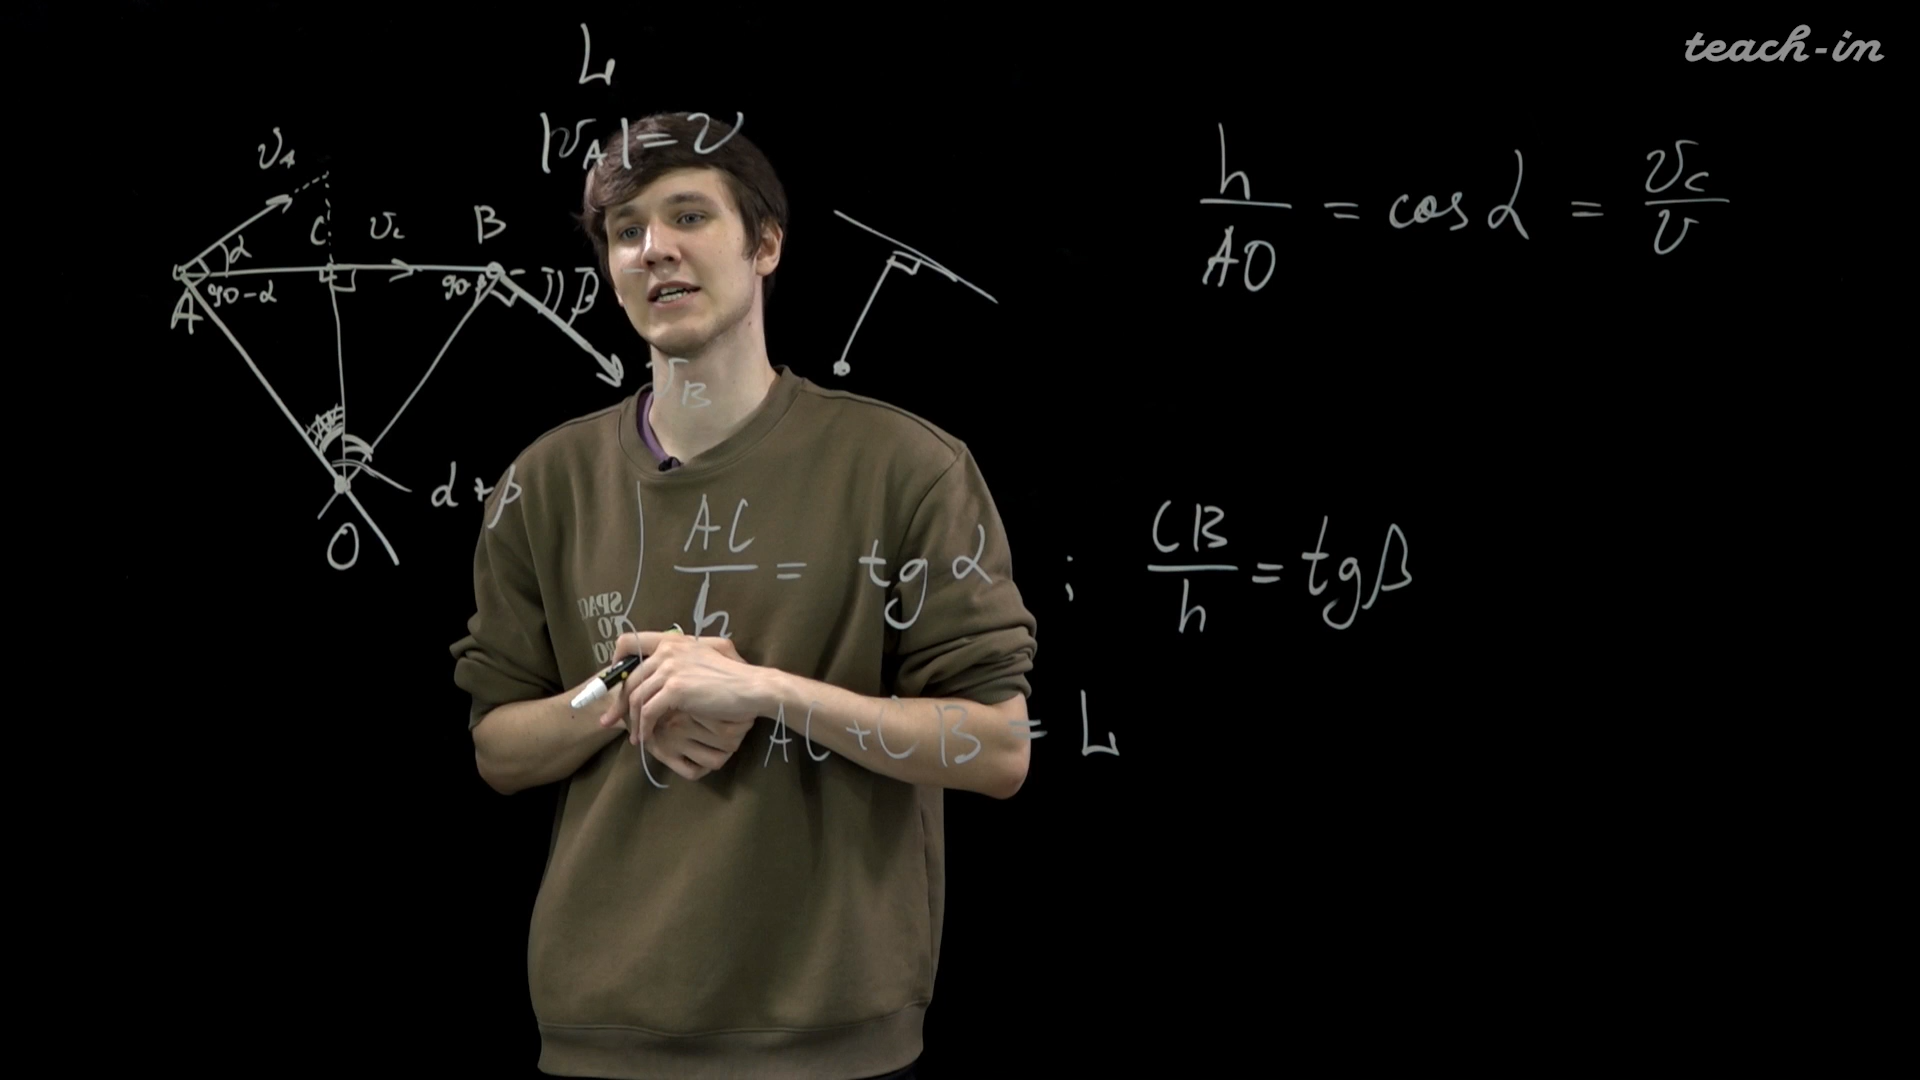 teach-in
L
|v_A| = v
v_A
C
v_c
B
α
A
90-α
90-β
β
v_B
α+β
O
h/AO = cos α = v_c/v
AC/h = tg α ; CB/h = tg β
AC + CB = L